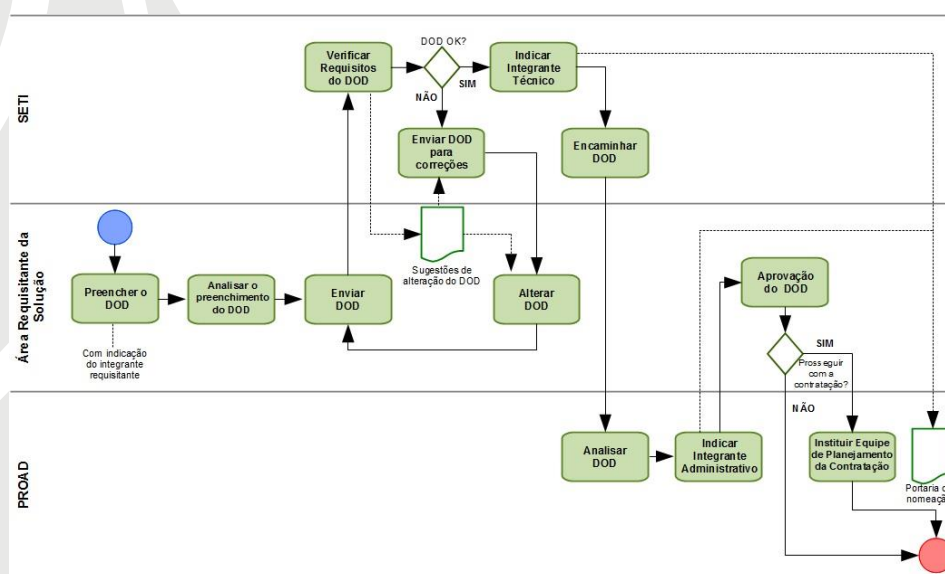 SETI
Verificar
Requisitos
do DOD
DOD OK?
SIM
NÃO
Indicar
Integrante
Técnico
Enviar DOD
para
correções
Encaminhar
DOD
Área Requisitante da
Solução
Preencher o
DOD
Com indicação
do integrante
requisitante
Analisar o
preenchimento
do DOD
Enviar
DOD
Sugestões de
alteração do DOD
Alterar
DOD
Aprovação
do DOD
SIM
Prosseguir
com a
contratação?
NÃO
PROAD
Analisar
DOD
Indicar
Integrante
Administrativo
Instituir Equipe
de Planejamento
da Contratação
Portaria